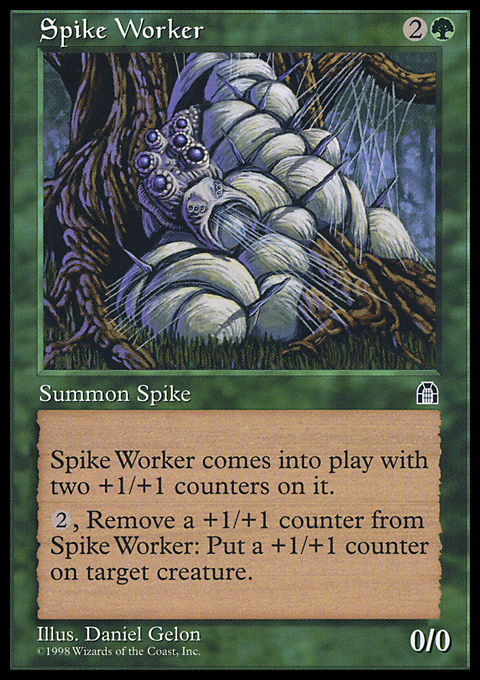 Spike Worker 2
Summon Spike
Spike Worker comes into play with
two +1/+1 counters on it.
2, Remove a +1/+1 counter from
Spike Worker: Put a +1/+1 counter
on target creature.
Illus. Daniel Gelon
©1998 Wizards of the Coast, Inc.
0/0